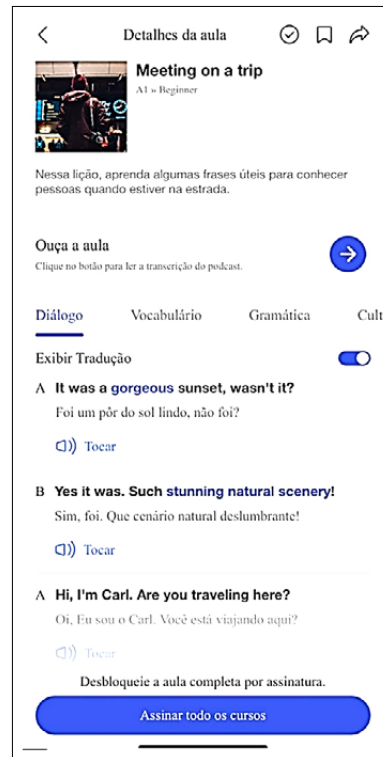 Detalhes da aula
Meeting on a trip
A1 » Beginner
Nessa lição, aprenda algumas frases úteis para conhecer
pessoas quando estiver na estrada.
Ouça a aula
Clique no botão para ler a transcrição do podcast.
Diálogo Vocabulário Gramática Cult
Exibir Tradução
A It was a gorgeous sunset, wasn't it?
Foi um pôr do sol lindo, não foi?
Tocar
B Yes it was. Such stunning natural scenery!
Sim, foi. Que cenário natural deslumbrante!
Tocar
A Hi, I'm Carl. Are you traveling here?
Oi, Eu sou o Carl. Você está viajando aqui?
Tocar
Desbloqueie a aula completa por assinatura.
Assinar todo os cursos